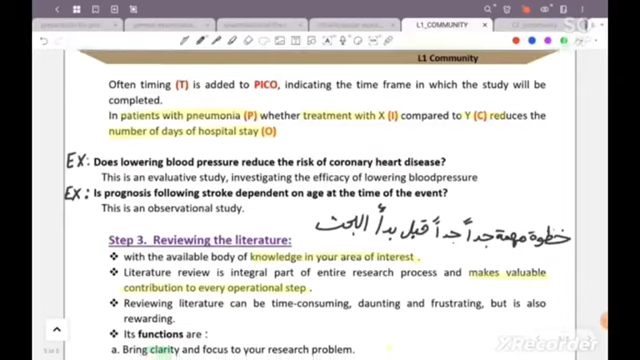 L1_COMMUNITY
L1 Community
Often timing (T) is added to PICO, indicating the time frame in which the study will be
completed.
In patients with pneumonia (P) whether treatment with X (I) compared to Y (C) reduces the
number of days of hospital stay (O)
EX: Does lowering blood pressure reduce the risk of coronary heart disease?
This is an evaluative study, investigating the efficacy of lowering bloodpressure
EX: Is prognosis following stroke dependent on age at the time of the event?
This is an observational study.
خطوة مهمة جداً جداً قبل بدأ البحث
Step 3. Reviewing the literature:
❖ with the available body of knowledge in your area of interest .
❖ Literature review is integral part of entire research process and makes valuable
contribution to every operational step.
❖ Reviewing literature can be time-consuming, daunting and frustrating, but is also
rewarding.
❖ Its functions are :
a. Bring clarity and focus to your research problem.
XRecorder